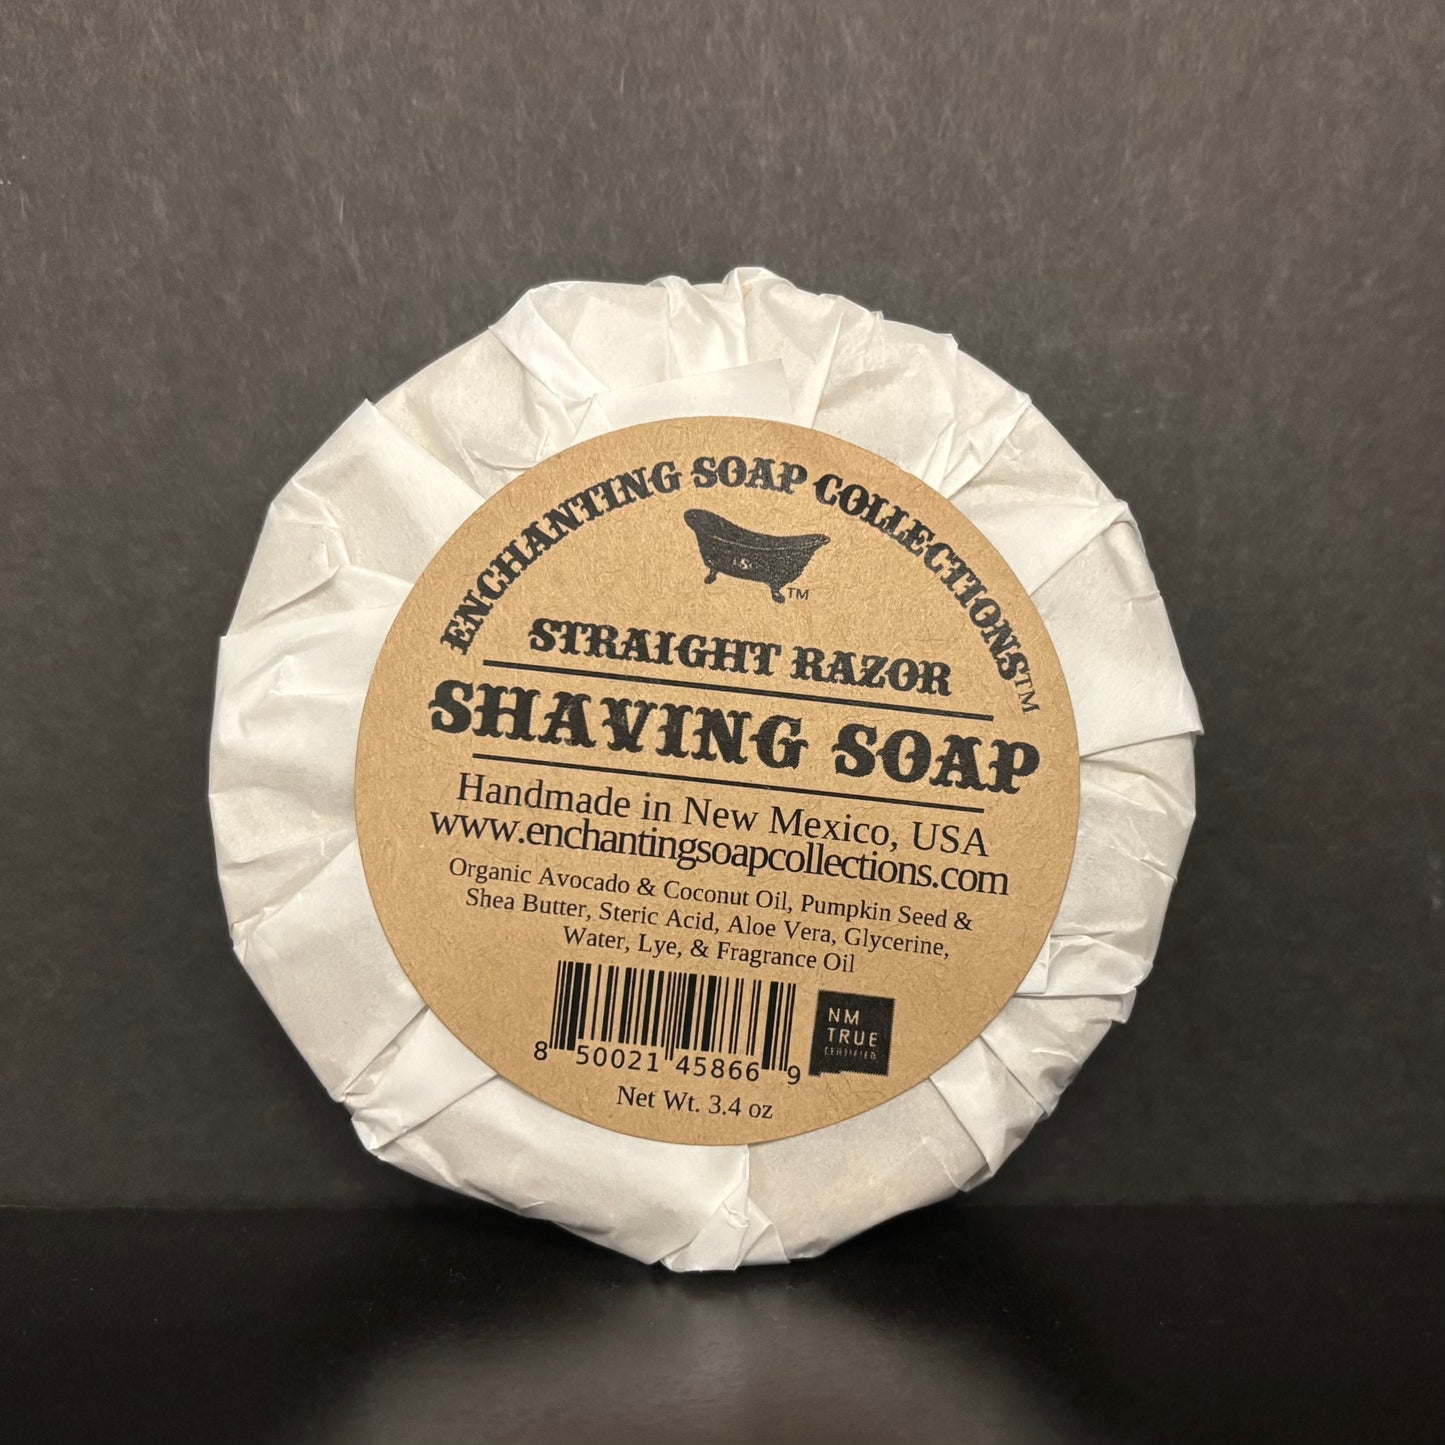 ENCHANTING SOAP COLLECTIONS™
™
STRAIGHT RAZOR
SHAVING SOAP
Handmade in New Mexico, USA
www.enchantingsoapcollections.com
Organic Avocado & Coconut Oil, Pumpkin Seed &
Shea Butter, Steric Acid, Aloe Vera, Glycerine,
Water, Lye, & Fragrance Oil
8 50021 45866 9
NM
TRUE
CERTIFIED
Net Wt. 3.4 oz